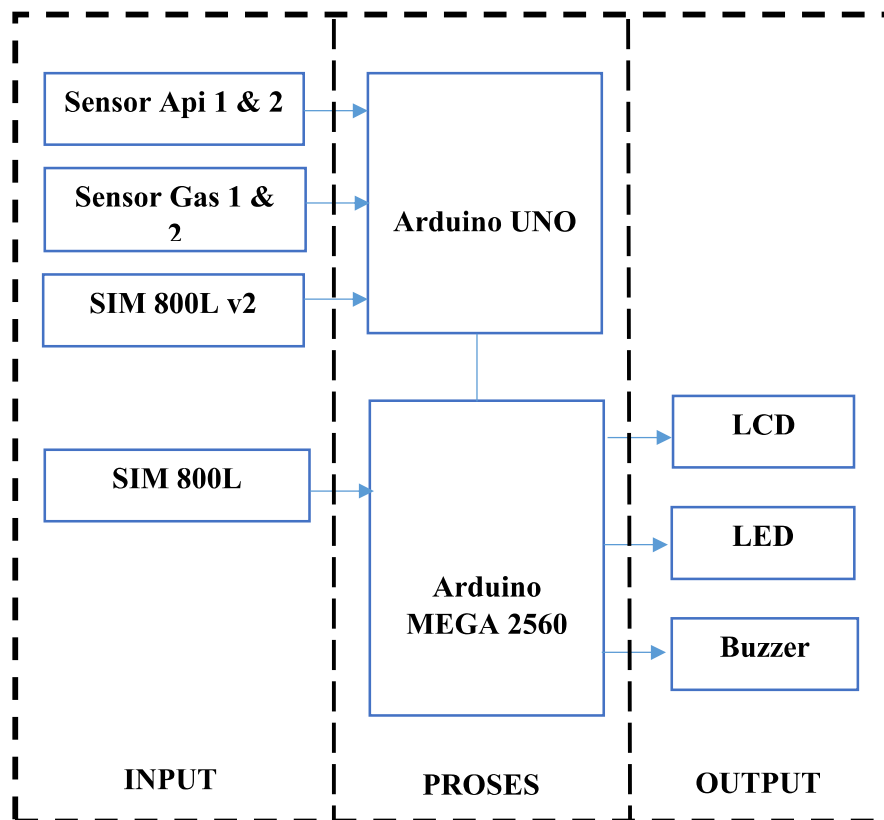 Sensor Api 1 & 2
Sensor Gas 1 &
2
SIM 800L v2
SIM 800L
Arduino UNO
Arduino
MEGA 2560
LCD
LED
Buzzer
INPUT
PROSES
OUTPUT